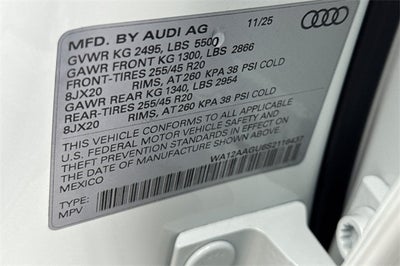 MFD. BY AUDI AG 11/25
GVWR KG 2495, LBS 5500
GAWR FRONT KG 1300, LBS 2866
FRONT-TIRES 255/45 R20
8JX20 RIMS, AT 260 KPA 38 PSI COLD
GAWR REAR KG 1340, LBS 2954
REAR-TIRES 255/45 R20
8JX20 RIMS, AT 260 KPA 38 PSI COLD
THIS VEHICLE CONFORMS TO ALL APPLICABLE
FEDERAL MOTOR VEHICLE SAFETY AND
THEFT PREVENTION STANDARDS IN EFFECT ON
THE DATE OF MANUFACTURE SHOWN ABOVE.
MEXICO
TYPE:
MPV